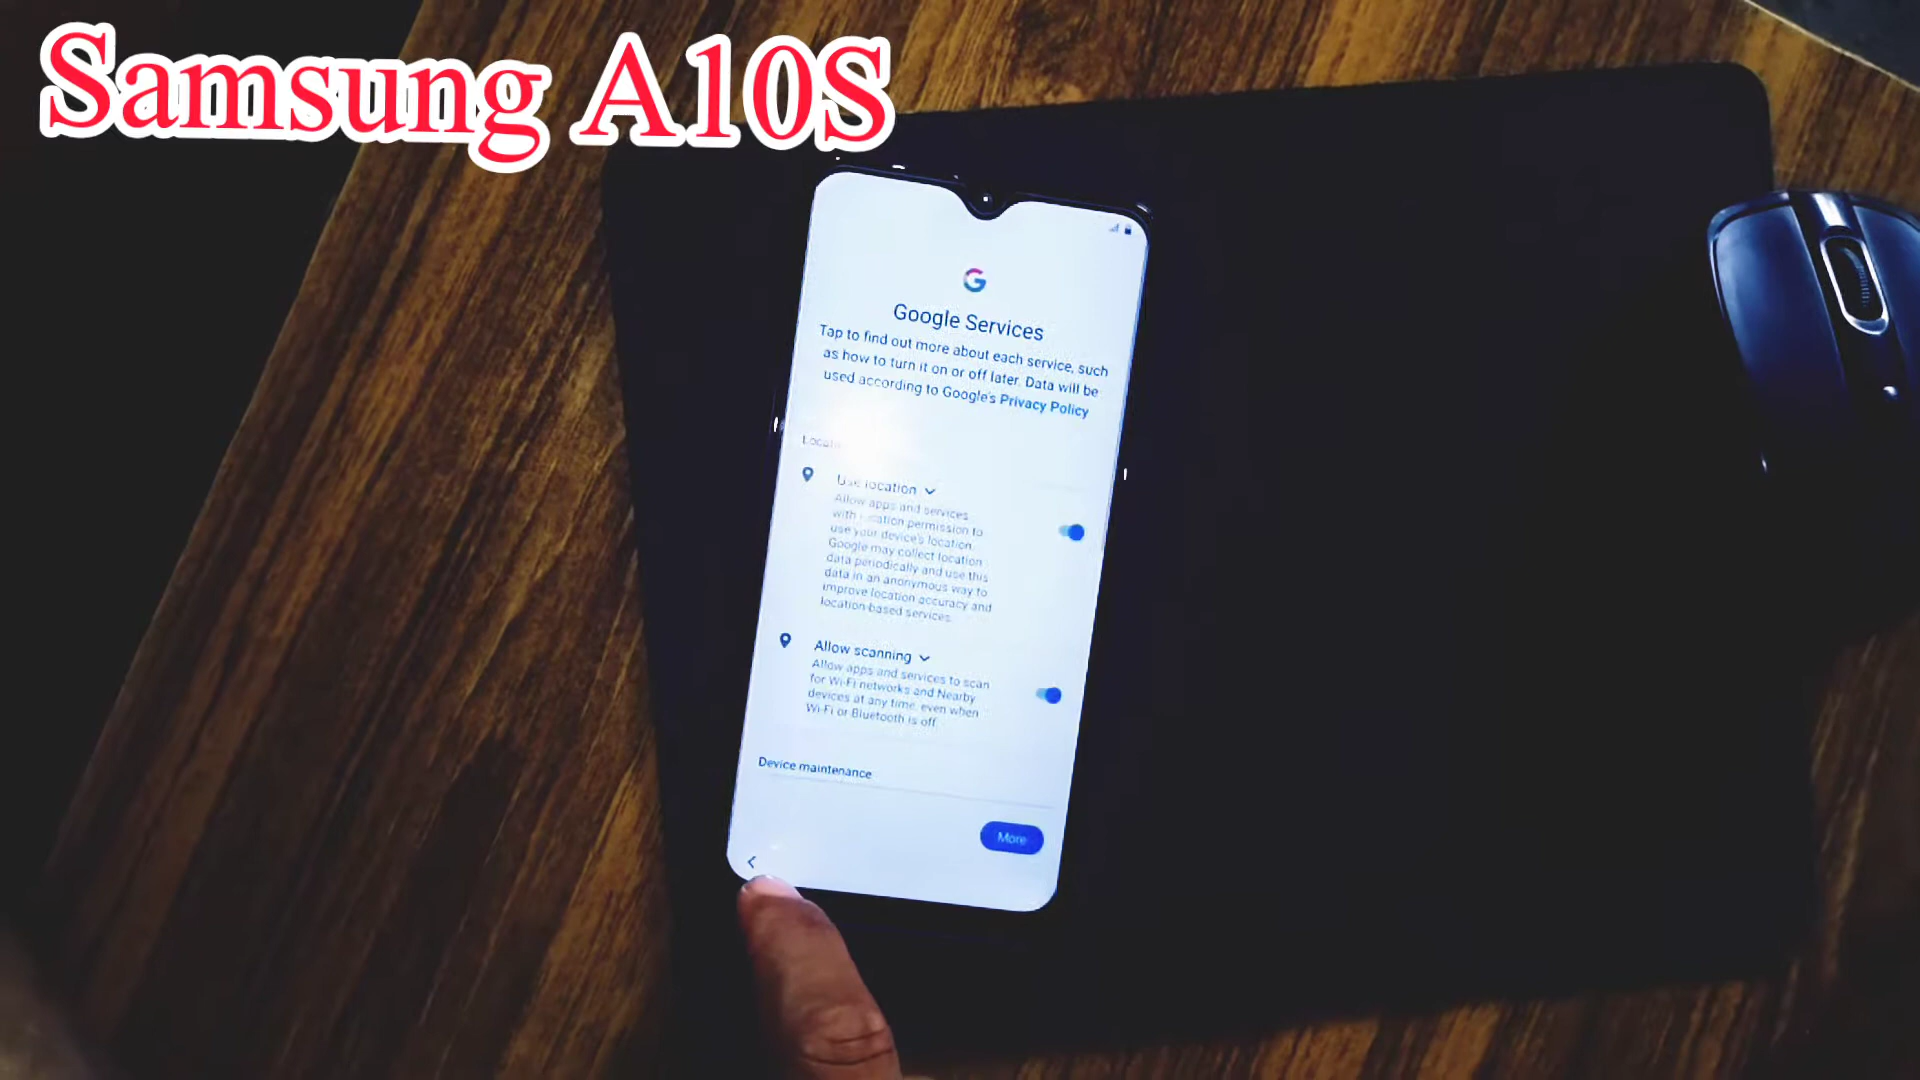 Samsung A10S
Google Services
Tap to find out more about each service, such
as how to turn it on or off later. Data will be
used according to Google's Privacy Policy
Use location
Allow apps and services
with location permission to
use your device's location.
Google may collect location
data periodically and use this
data in an anonymous way to
improve location accuracy and
location-based services.
Allow scanning
Allow apps and services to scan
for Wi-Fi networks and Nearby
devices at any time, even when
Wi-Fi or Bluetooth is off.
Device maintenance
More